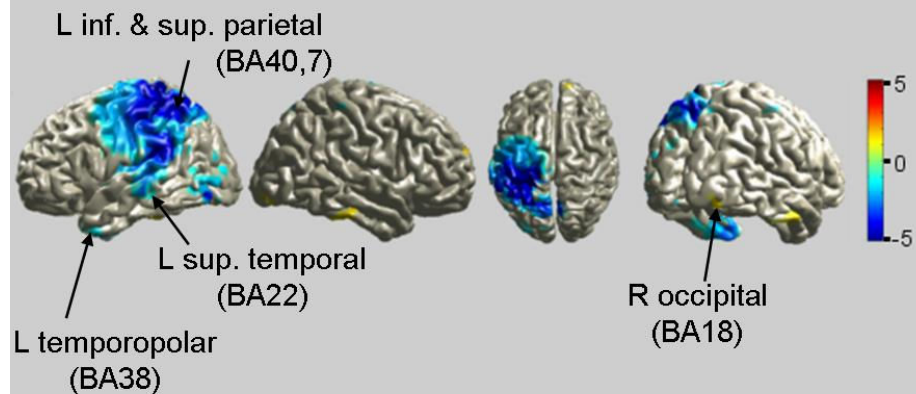 L inf. & sup. parietal
(BA40,7)
5
0
-5
L sup. temporal
(BA22)
R occipital
(BA18)
L temporopolar
(BA38)